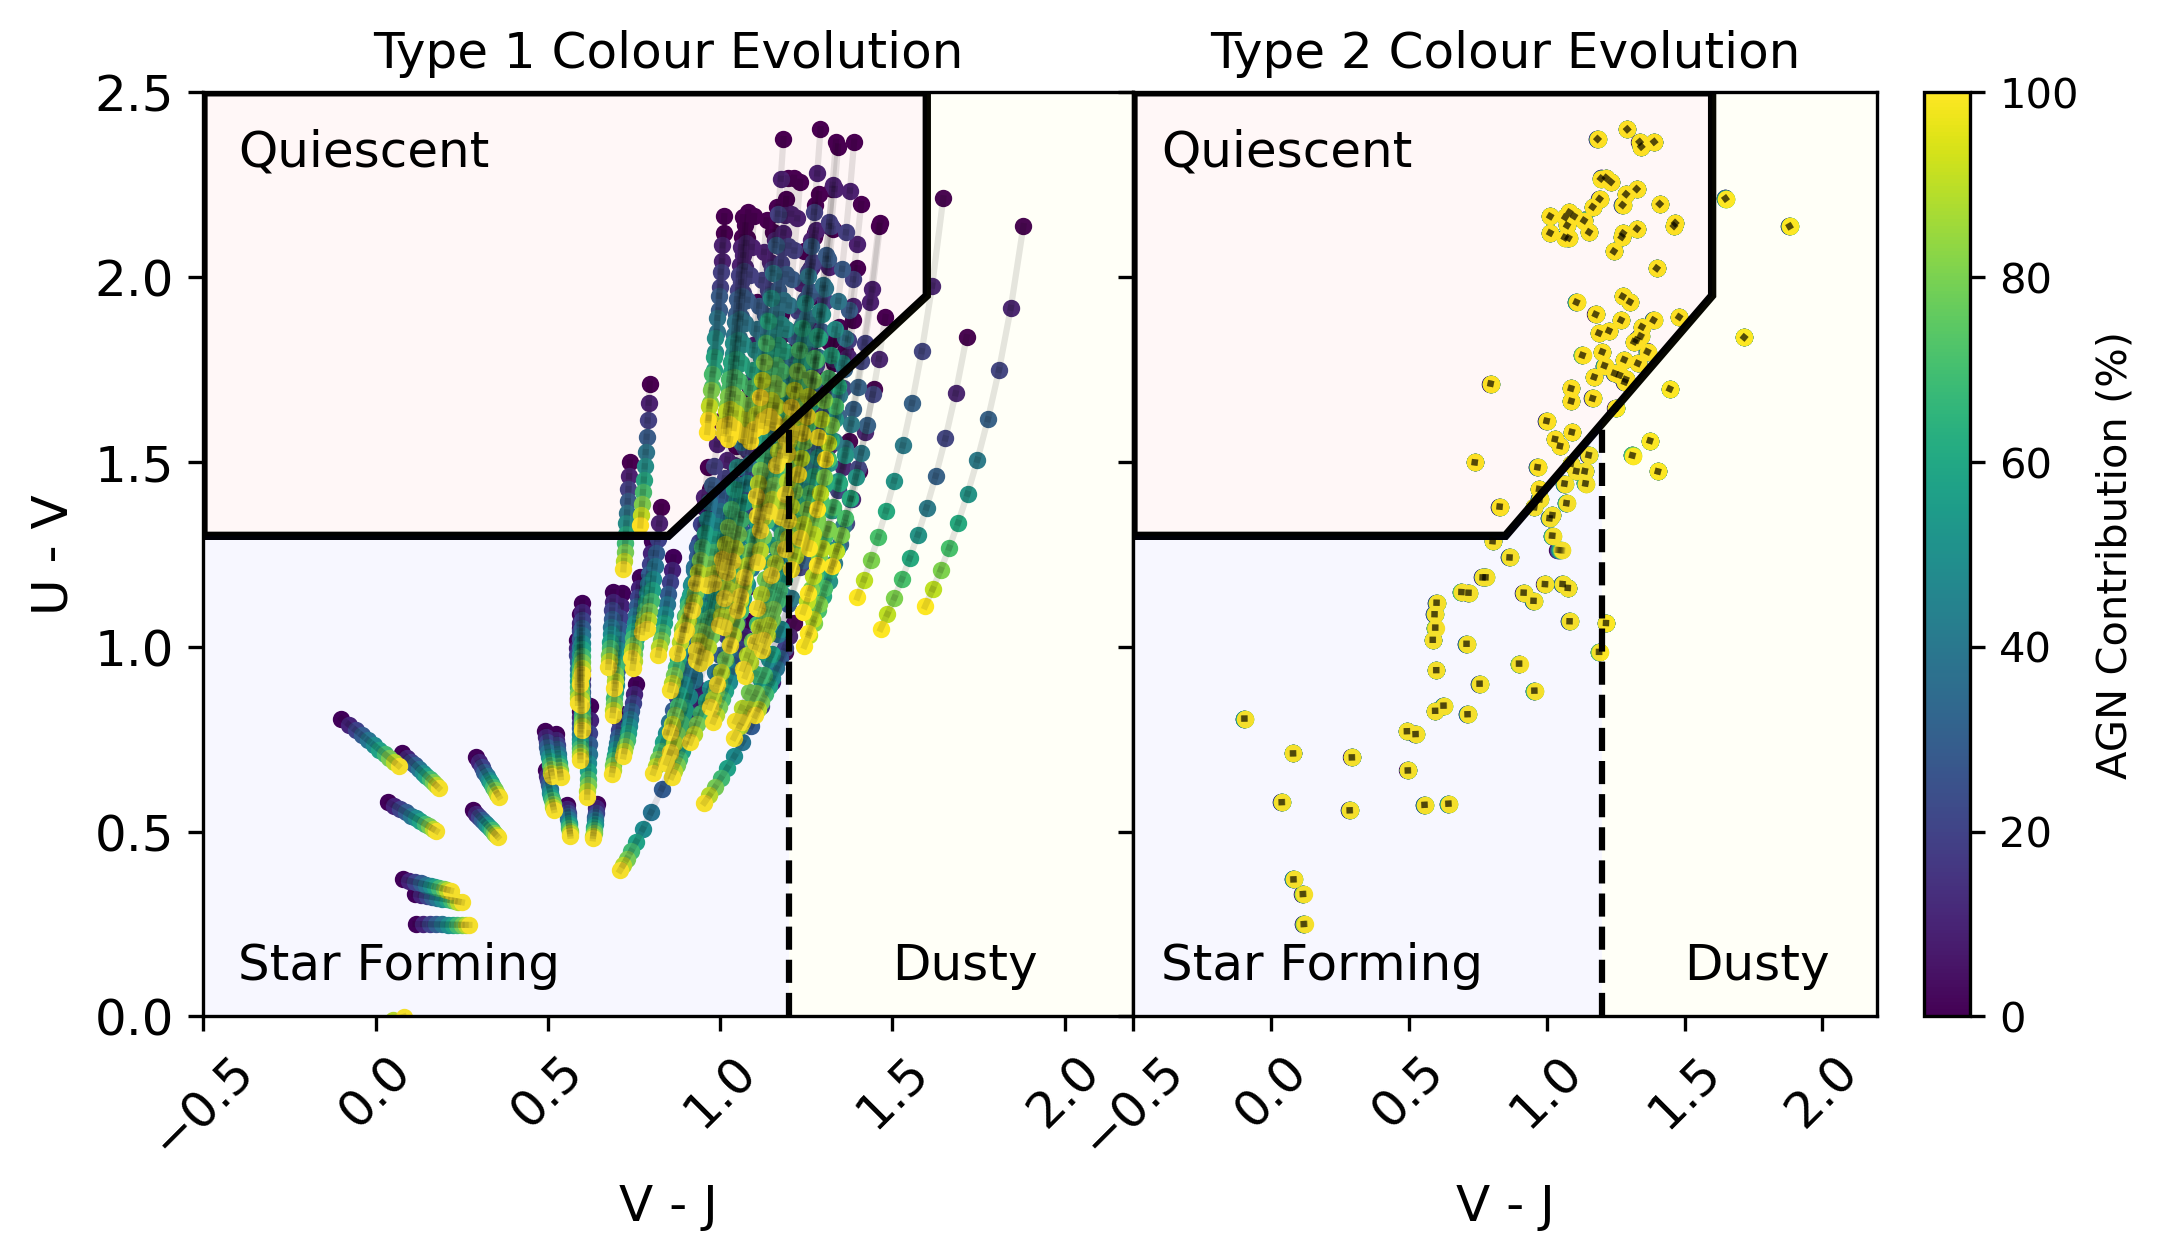 Type 1 Colour Evolution
Type 2 Colour Evolution
2.5
2.0
1.5
1.0
0.5
0.0
U - V
Quiescent
Star Forming
Dusty
Quiescent
Star Forming
Dusty
−0.5
0.0
0.5
1.0
1.5
2.0
−0.5
0.0
0.5
1.0
1.5
2.0
V - J
V - J
100
80
60
40
20
0
AGN Contribution (%)